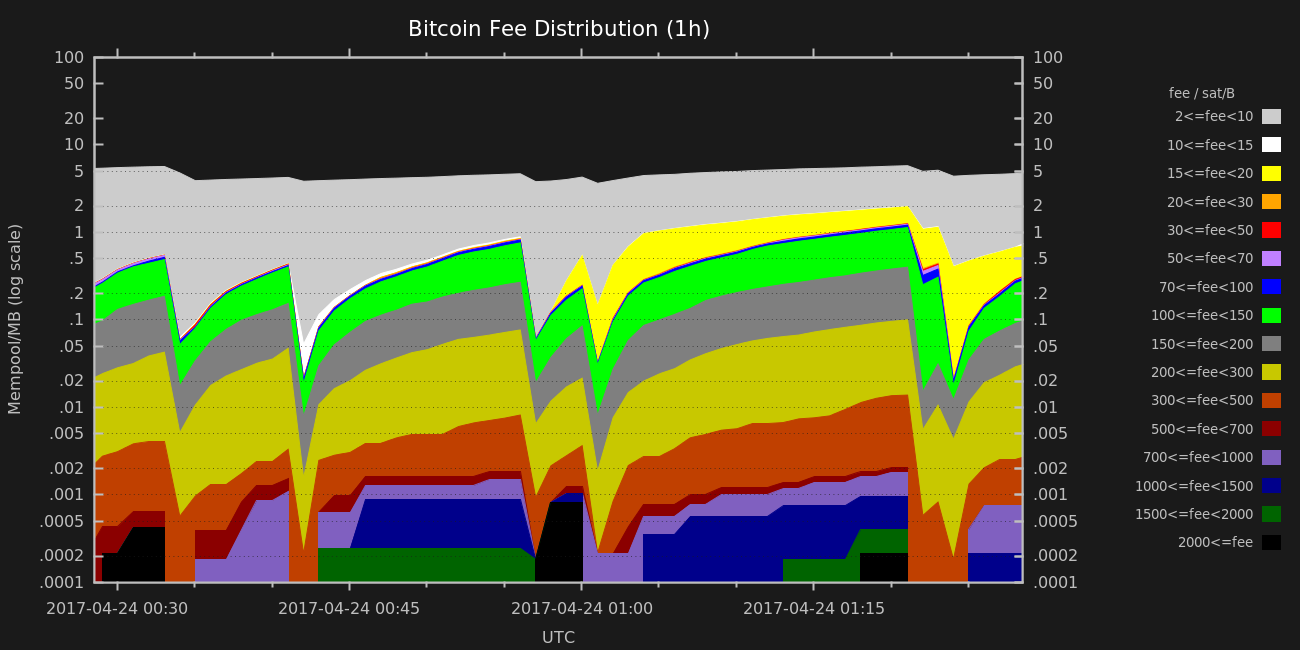 Bitcoin Fee Distribution (1h)
Mempool/MB (log scale)
100
50
20
10
5
2
1
.5
.2
.1
.05
.02
.01
.005
.002
.001
.0005
.0002
.0001
100
50
20
10
5
2
1
.5
.2
.1
.05
.02
.01
.005
.002
.001
.0005
.0002
.0001
2017-04-24 00:30 2017-04-24 00:45 2017-04-24 01:00 2017-04-24 01:15
UTC
fee / sat/B
2<=fee<10
10<=fee<15
15<=fee<20
20<=fee<30
30<=fee<50
50<=fee<70
70<=fee<100
100<=fee<150
150<=fee<200
200<=fee<300
300<=fee<500
500<=fee<700
700<=fee<1000
1000<=fee<1500
1500<=fee<2000
2000<=fee